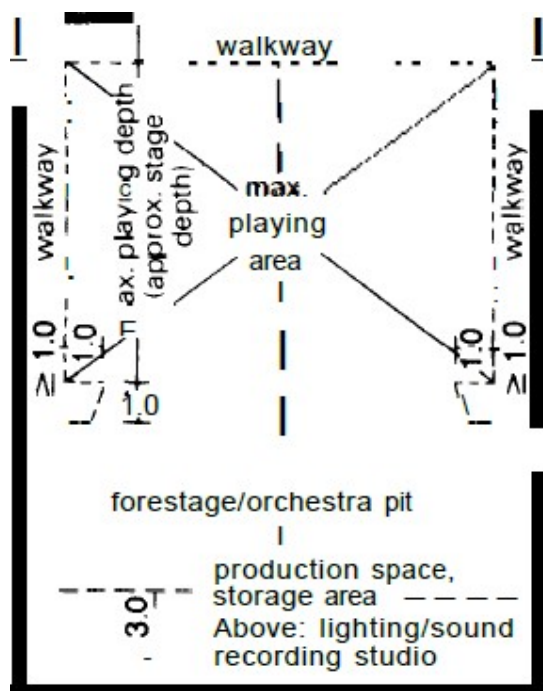 walkway
walkway
ax. playing depth
(approx. stage
depth)
max.
playing
area
walkway
≥ 1.0
1.0
1.0
1.0
≥ 1.0
forestage/orchestra pit
production space,
storage area
3.0
Above: lighting/sound
recording studio